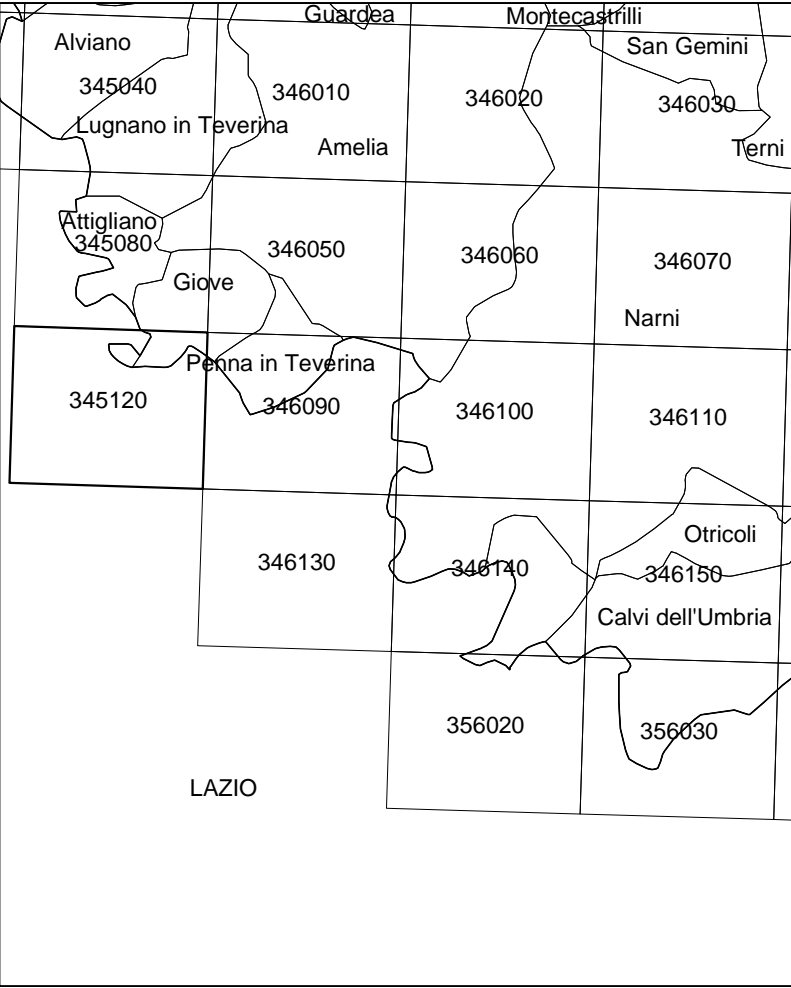 Guardea
Montecastrilli
Alviano
San Gemini
345040
346010
346020
346030
Lugnano in Teverina
Amelia
Terni
Attigliano
345080
346050
346060
346070
Giove
Narni
Penna in Teverina
345120
346090
346100
346110
Otricoli
346130
346140
346150
Calvi dell'Umbria
356020
356030
LAZIO